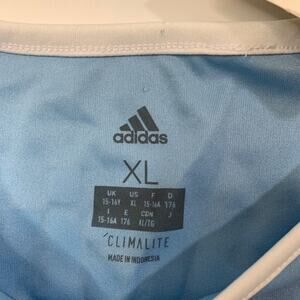 adidas
XL
UK US F D
15-16Y XL 15-16A 176
I E CDN J
15-16A 176 XL/TG
CLIMALITE
MADE IN INDONESIA